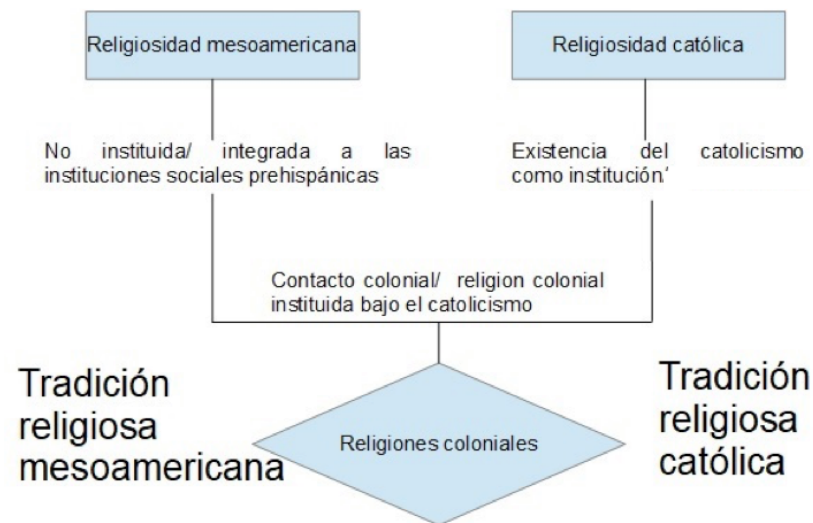 Religiosidad mesoamericana
Religiosidad católica
No instituida/ integrada a las
instituciones sociales prehispánicas
Existencia del catolicismo
como institución.'
Contacto colonial/ religion colonial
instituida bajo el catolicismo
Tradición
religiosa
mesoamericana
Religiones coloniales
Tradición
religiosa
católica